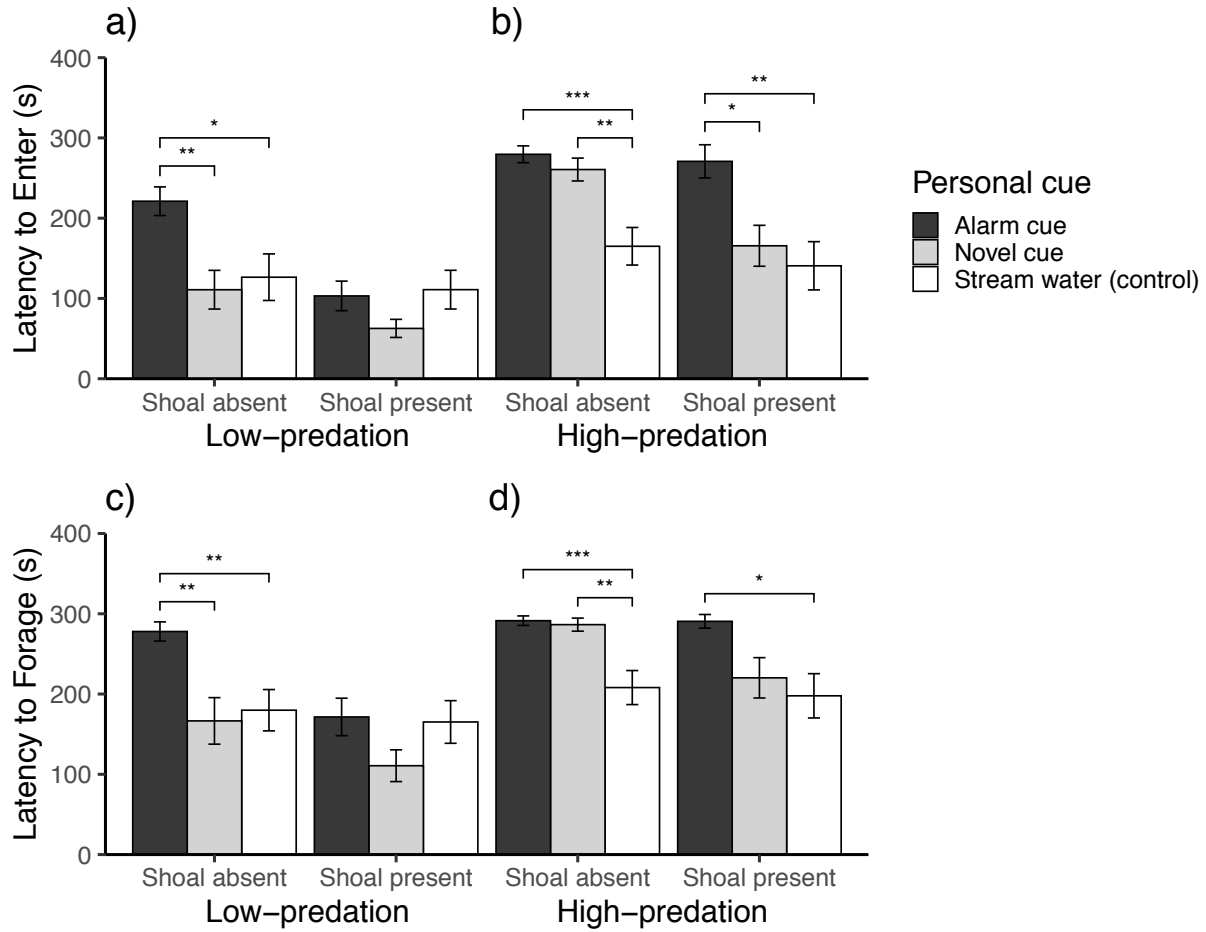 a)
b)
Latency to Enter (s)
400
300
200
100
0
*
**
***
**
**
*
Shoal absent
Shoal present
Shoal absent
Shoal present
Low−predation
High−predation
Personal cue
Alarm cue
Novel cue
Stream water (control)
c)
d)
Latency to Forage (s)
400
300
200
100
0
**
**
***
**
*
Shoal absent
Shoal present
Shoal absent
Shoal present
Low−predation
High−predation